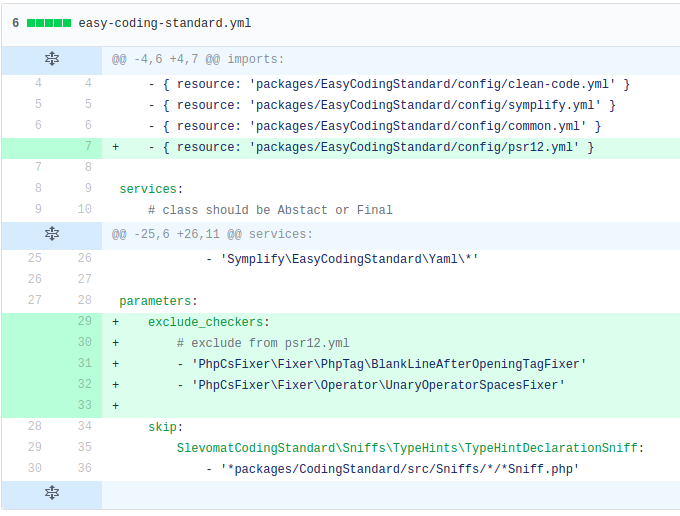 6 easy-coding-standard.yml
@@ -4,6 +4,7 @@ imports:
4 4 - { resource: 'packages/EasyCodingStandard/config/clean-code.yml' }
5 5 - { resource: 'packages/EasyCodingStandard/config/symplify.yml' }
6 6 - { resource: 'packages/EasyCodingStandard/config/common.yml' }
7 + - { resource: 'packages/EasyCodingStandard/config/psr12.yml' }
7 8
8 9 services:
9 10 # class should be Abstact or Final
@@ -25,6 +26,11 @@ services:
25 26 - 'Symplify\EasyCodingStandard\Yaml\*'
26 27
27 28 parameters:
29 + exclude_checkers:
30 + # exclude from psr12.yml
31 + - 'PhpCsFixer\Fixer\PhpTag\BlankLineAfterOpeningTagFixer'
32 + - 'PhpCsFixer\Fixer\Operator\UnaryOperatorSpacesFixer'
33 +
28 34 skip:
29 35 SlevomatCodingStandard\Sniffs\TypeHints\TypeHintDeclarationSniff:
30 36 - '*packages/CodingStandard/src/Sniffs/*/*Sniff.php'